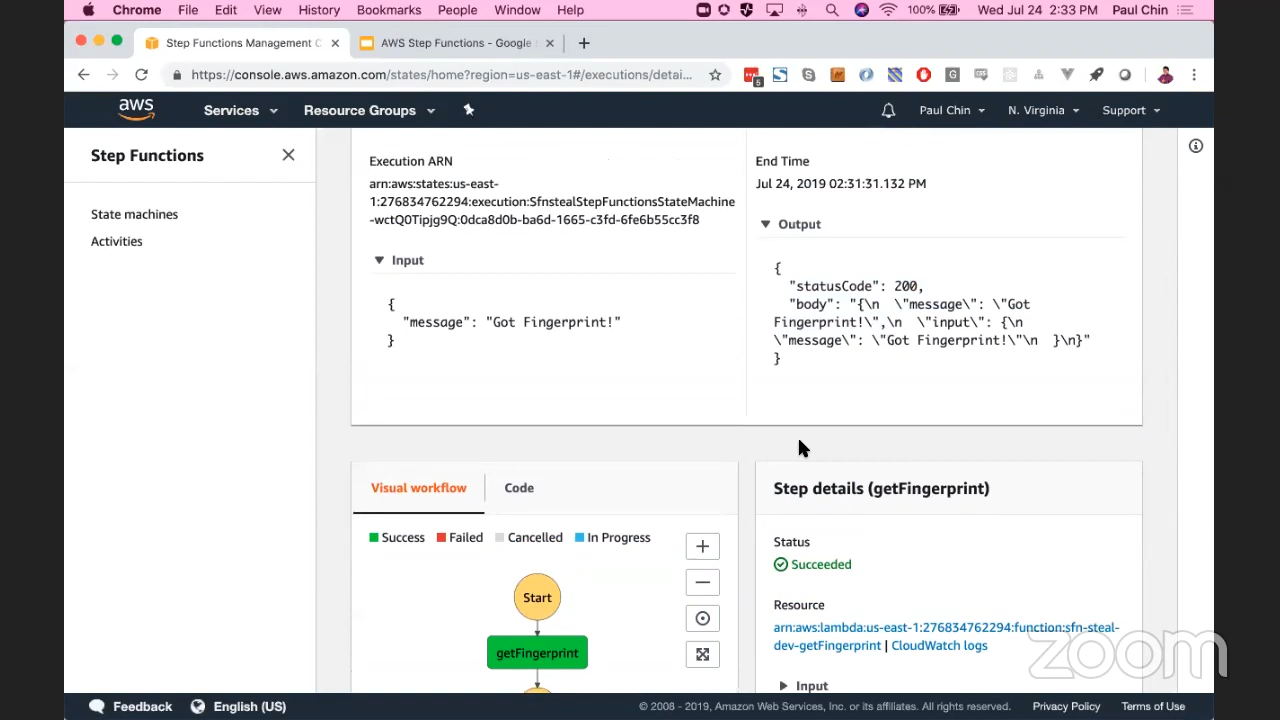 Chrome File Edit View History Bookmarks People Window Help 100% Wed Jul 24 2:33 PM Paul Chin
Step Functions Management C AWS Step Functions - Google
https://console.aws.amazon.com/states/home?region=us-east-1#/executions/detai...
5
aws Services Resource Groups Paul Chin N. Virginia Support
Step Functions
State machines
Activities
Execution ARN
arn:aws:states:us-east-
1:276834762294:execution:SfnstealStepFunctionsStateMachine
-wctQ0Tipjg9Q:0dca8d0b-ba6d-1665-c3fd-6fe6b55cc3f8
Input
{
"message": "Got Fingerprint!"
}
End Time
Jul 24, 2019 02:31:31.132 PM
Output
{
"statusCode": 200,
"body": "{\n \"message\": \"Got
Fingerprint!\",\n \"input\": {\n
\"message\": \"Got Fingerprint!\"\n }\n}"
}
Visual workflow Code
Success Failed Cancelled In Progress
Start
getFingerprint
Step details (getFingerprint)
Status
Succeeded
Resource
arn:aws:lambda:us-east-1:276834762294:function:sfn-steal-
dev-getFingerprint | CloudWatch logs
Input
zoom
Feedback English (US) © 2008 - 2019, Amazon Web Services, Inc. or its affiliates. All rights reserved. Privacy Policy Terms of Use